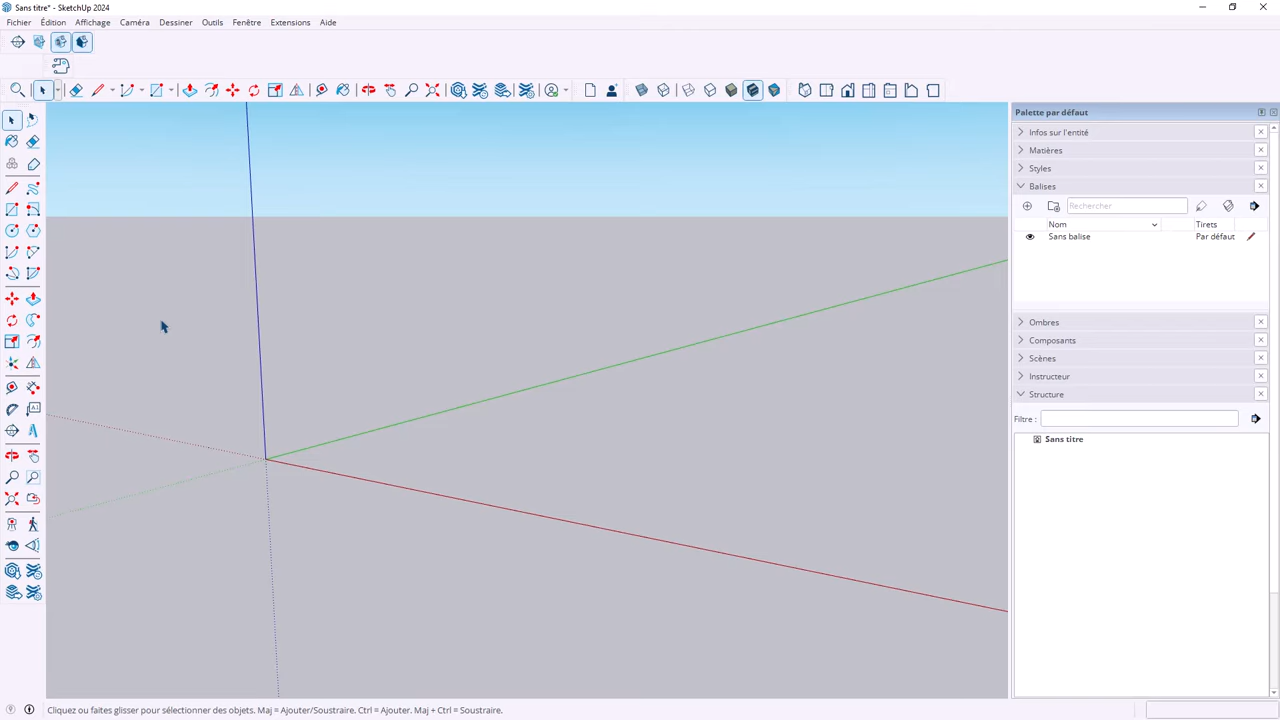 Sans titre* - SketchUp 2024
Fichier Édition Affichage Caméra Dessiner Outils Fenêtre Extensions Aide
Palette par défaut
Infos sur l'entité
Matières
Styles
Balises
Rechercher
Nom Tirets
Sans balise Par défaut
Ombres
Composants
Scènes
Instructeur
Structure
Filtre :
Sans titre
Cliquez ou faites glisser pour sélectionner des objets. Maj = Ajouter/Soustraire. Ctrl = Ajouter. Maj + Ctrl = Soustraire.